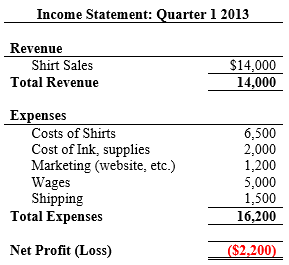 Income Statement: Quarter 1 2013
Revenue
Shirt Sales $14,000
Total Revenue 14,000
Expenses
Costs of Shirts 6,500
Cost of Ink, supplies 2,000
Marketing (website, etc.) 1,200
Wages 5,000
Shipping 1,500
Total Expenses 16,200
Net Profit (Loss) ($2,200)